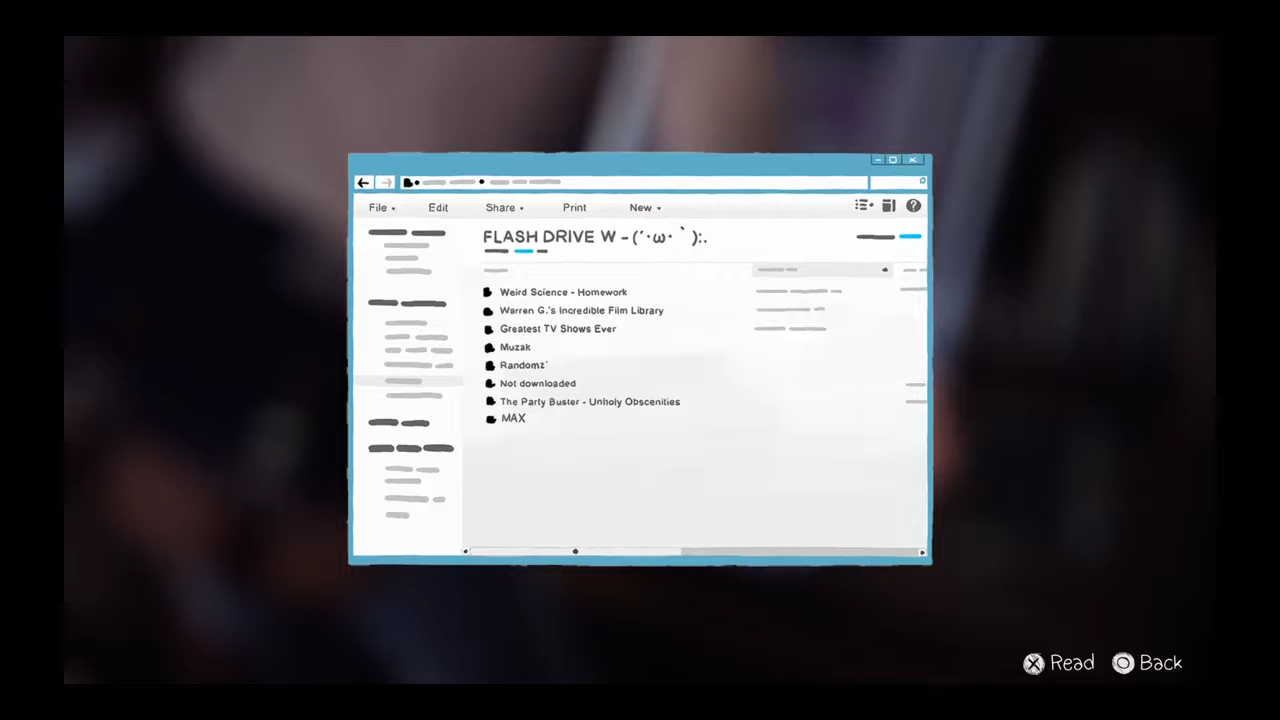 File Edit Share Print New
FLASH DRIVE W - (´·ω·`):.
Weird Science - Homework
Warren G.'s Incredible Film Library
Greatest TV Shows Ever
Muzak
Randomz'
Not downloaded
The Party Buster - Unholy Obscenities
MAX
Read Back